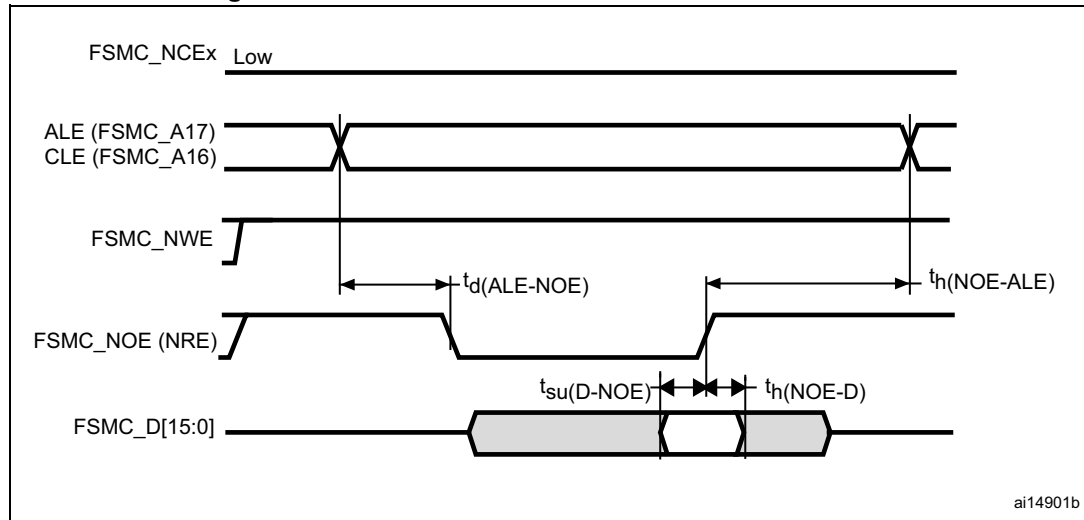 FSMC_NCEx Low
ALE (FSMC_A17)
CLE (FSMC_A16)
FSMC_NWE
td(ALE-NOE) th(NOE-ALE)
FSMC_NOE (NRE)
tsu(D-NOE) th(NOE-D)
FSMC_D[15:0]
ai14901b